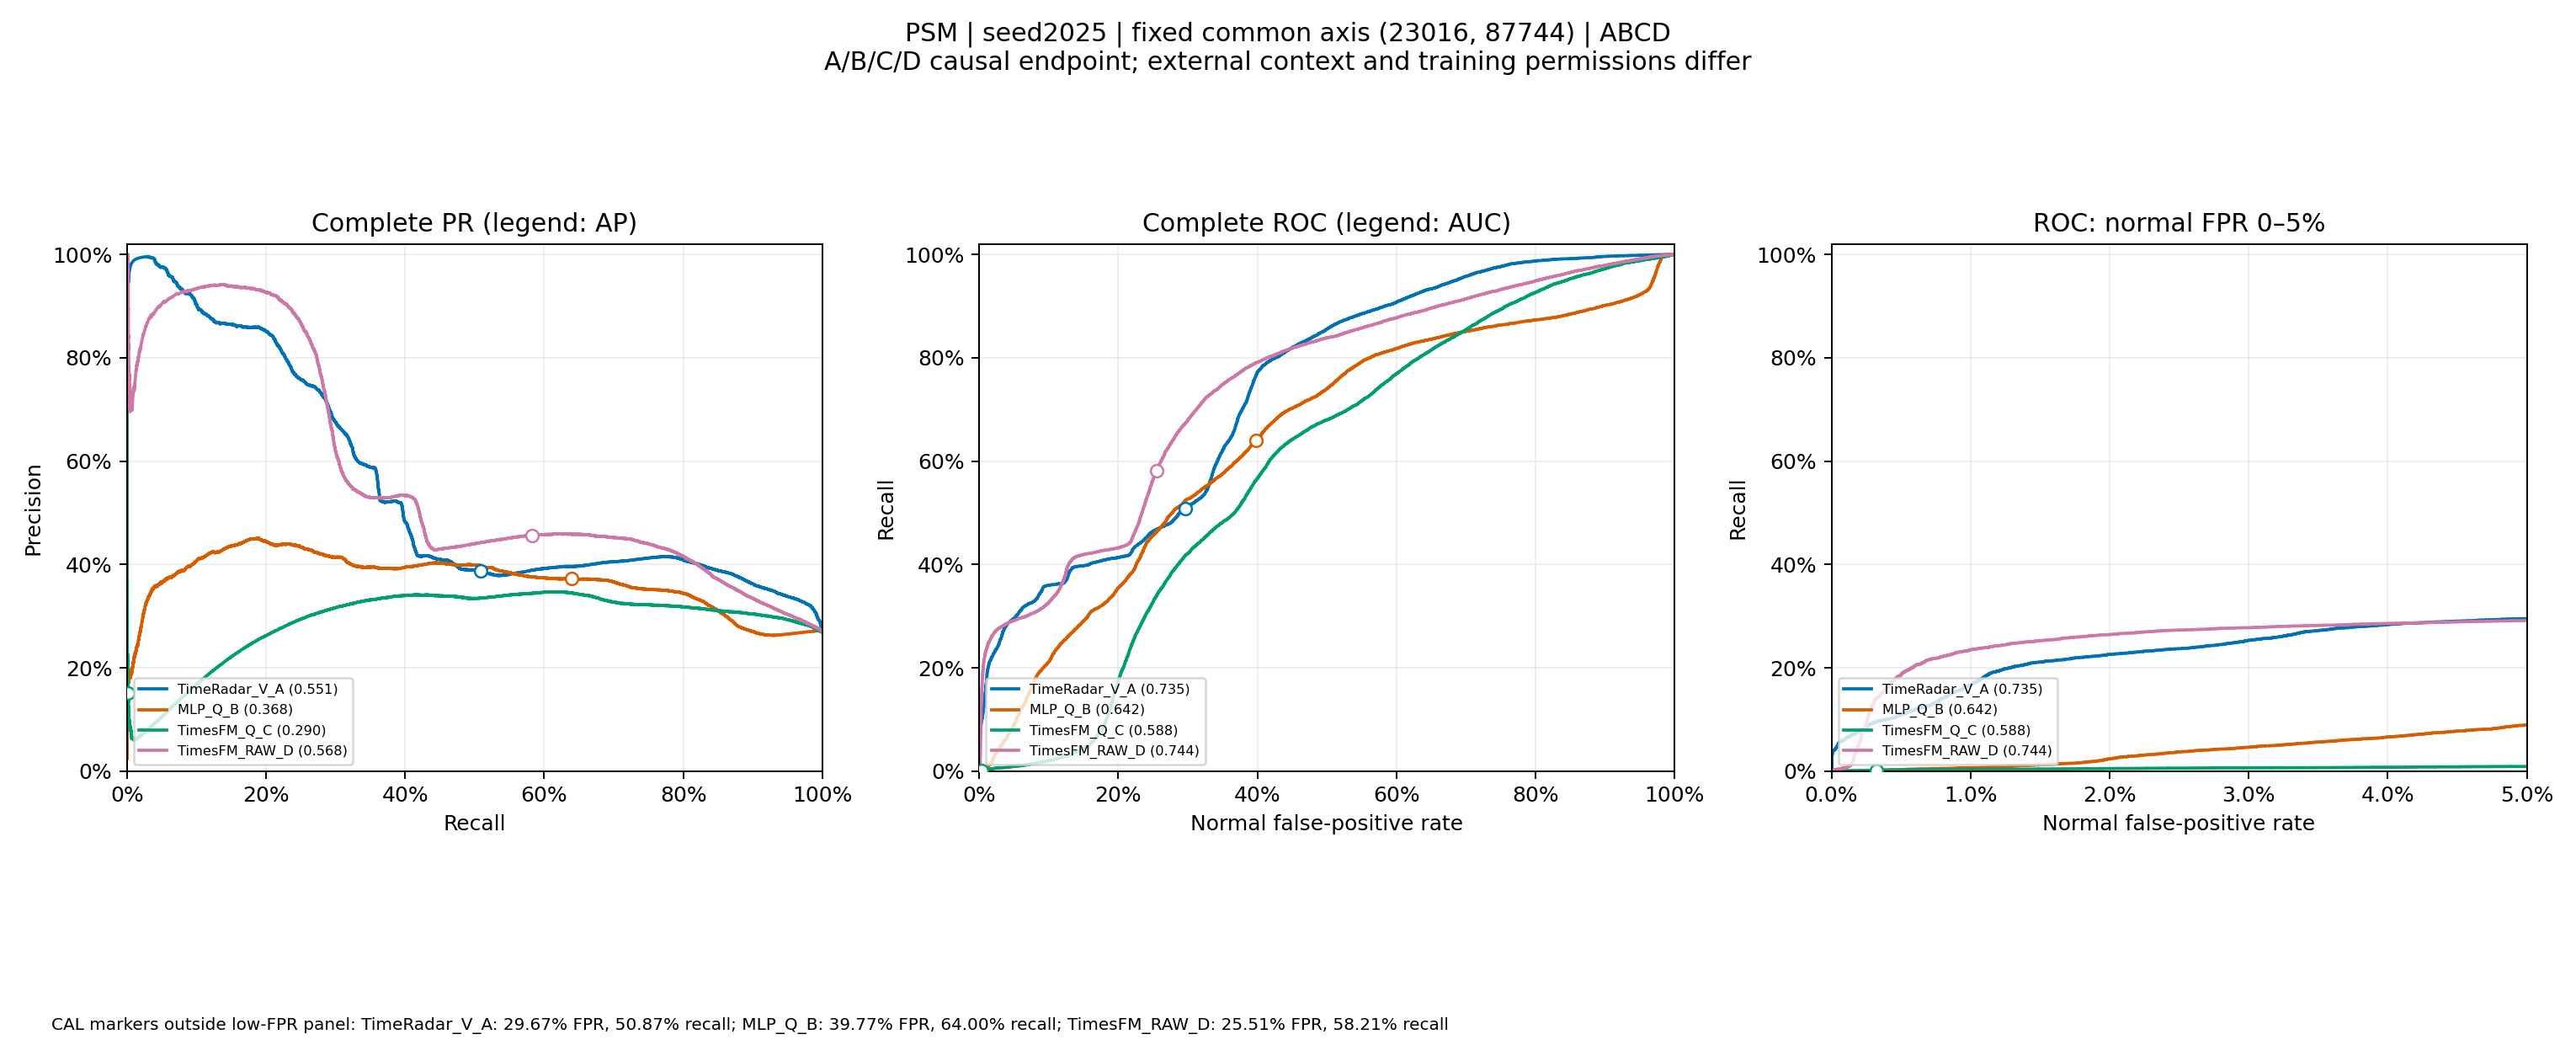 PSM | seed2025 | fixed common axis (23016, 87744) | ABCD
A/B/C/D causal endpoint; external context and training permissions differ
Complete PR (legend: AP)
100%
80%
60%
40%
20%
0%
Precision
TimeRadar_V_A (0.551)
MLP_Q_B (0.368)
TimesFM_Q_C (0.290)
TimesFM_RAW_D (0.568)
0%
20%
40%
60%
80%
100%
Recall
Complete ROC (legend: AUC)
100%
80%
60%
40%
20%
0%
Recall
TimeRadar_V_A (0.735)
MLP_Q_B (0.642)
TimesFM_Q_C (0.588)
TimesFM_RAW_D (0.744)
0%
20%
40%
60%
80%
100%
Normal false-positive rate
ROC: normal FPR 0–5%
100%
80%
60%
40%
20%
0%
Recall
TimeRadar_V_A (0.735)
MLP_Q_B (0.642)
TimesFM_Q_C (0.588)
TimesFM_RAW_D (0.744)
0.0%
1.0%
2.0%
3.0%
4.0%
5.0%
Normal false-positive rate
CAL markers outside low-FPR panel: TimeRadar_V_A: 29.67% FPR, 50.87% recall; MLP_Q_B: 39.77% FPR, 64.00% recall; TimesFM_RAW_D: 25.51% FPR, 58.21% recall